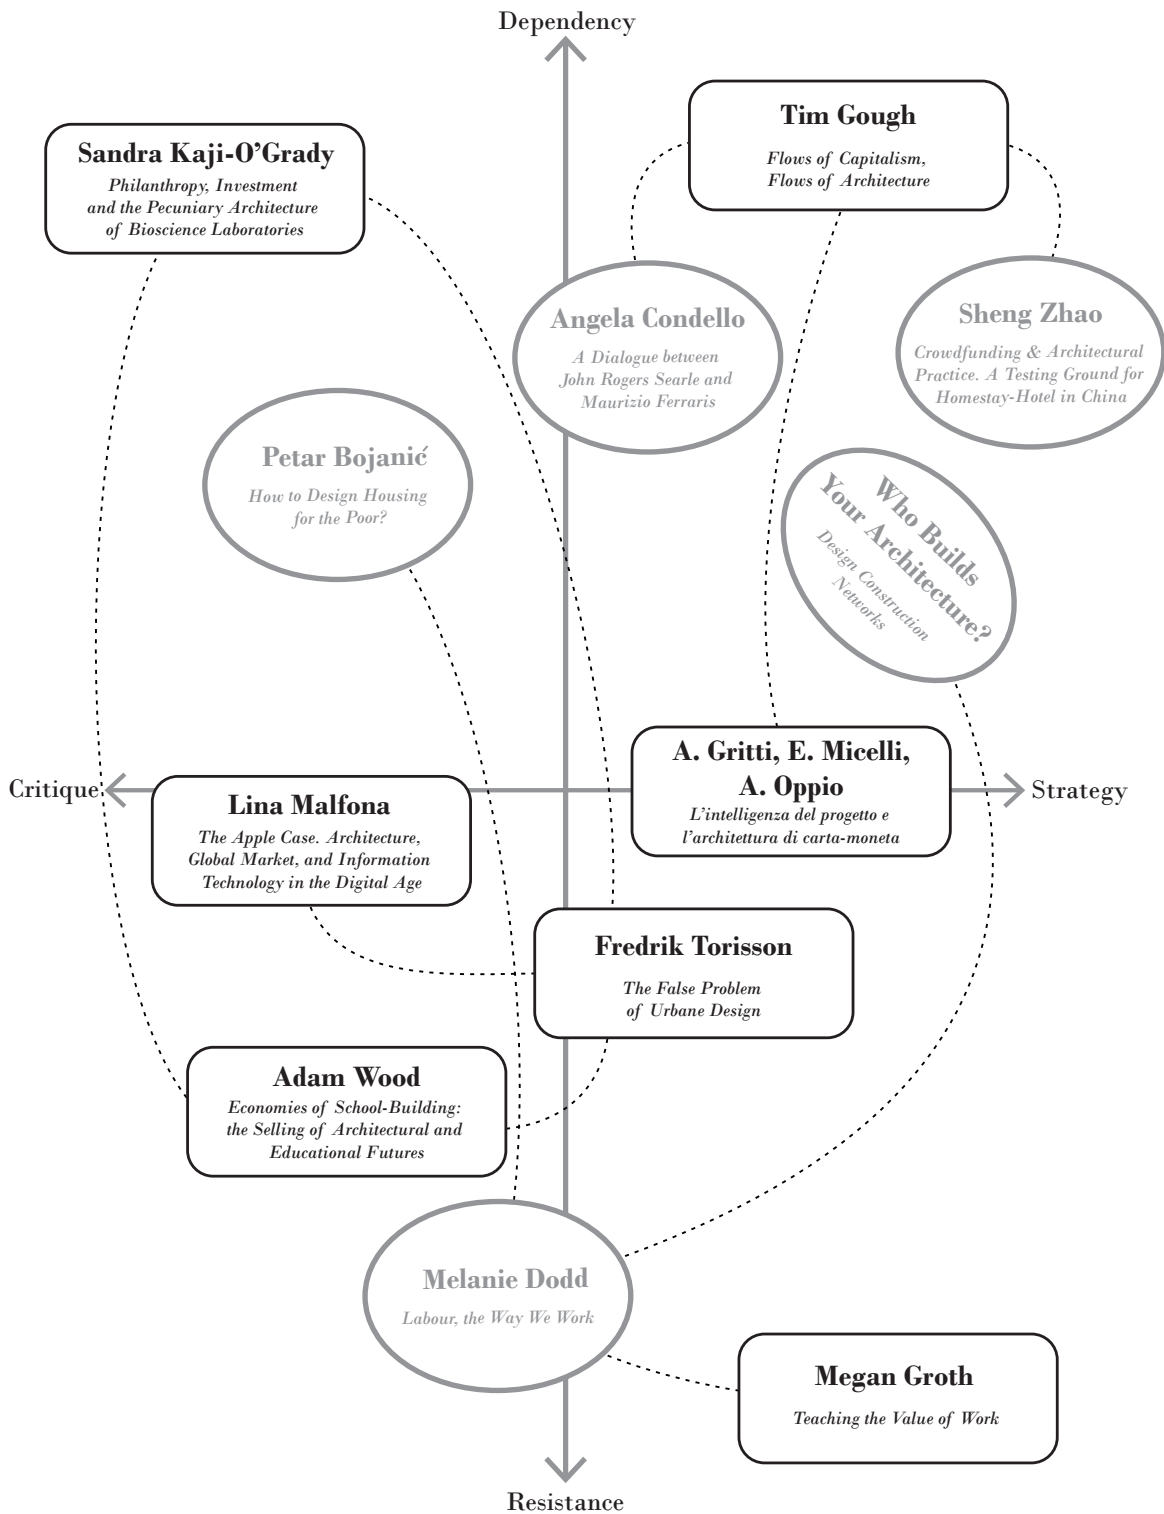 Dependency
Tim Gough
Flows of Capitalism,
Flows of Architecture
Sandra Kaji-O'Grady
Philanthropy, Investment
and the Pecuniary Architecture
of Bioscience Laboratories
Angela Condello
A Dialogue between
John Rogers Searle and
Maurizio Ferraris
Sheng Zhao
Crowdfunding & Architectural
Practice. A Testing Ground for
Homestay-Hotel in China
Petar Bojanić
How to Design Housing
for the Poor?
Who Builds
Your Architecture?
Design Construction
Networks
Critique
Strategy
A. Gritti, E. Micelli,
A. Oppio
L'intelligenza del progetto e
l'architettura di carta-moneta
Lina Malfona
The Apple Case. Architecture,
Global Market, and Information
Technology in the Digital Age
Fredrik Torisson
The False Problem
of Urbane Design
Adam Wood
Economies of School-Building:
the Selling of Architectural and
Educational Futures
Melanie Dodd
Labour, the Way We Work
Megan Groth
Teaching the Value of Work
Resistance